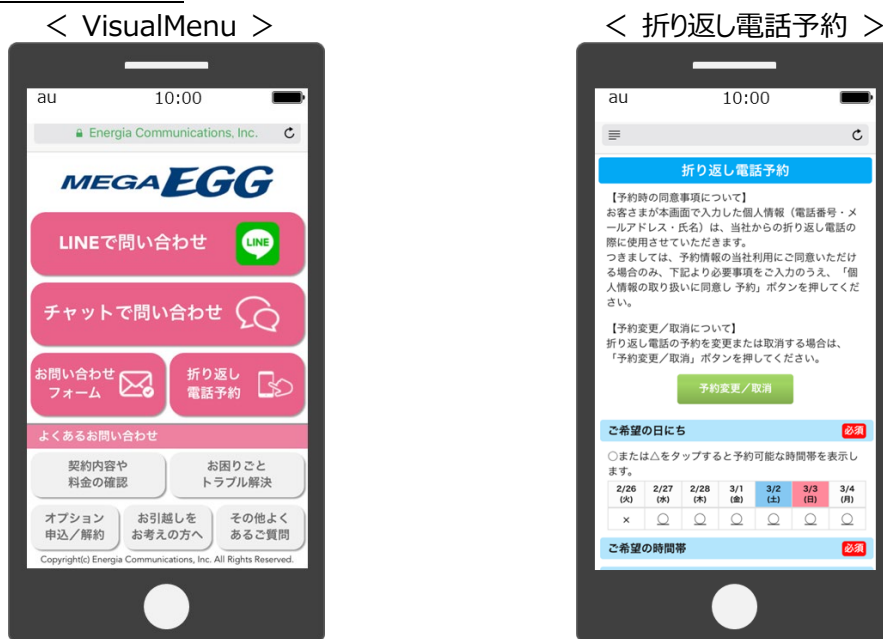 ＜ VisualMenu ＞
au 10:00
Energia Communications, Inc.
MEGA EGG
LINEで問い合わせ
LINE
チャットで問い合わせ
お問い合わせ
フォーム
折り返し
電話予約
よくあるお問い合わせ
契約内容や
料金の確認
お困りごと
トラブル解決
オプション
申込／解約
お引越しを
お考えの方へ
その他よく
あるご質問
Copyright(c) Energia Communications, Inc. All Rights Reserved.
＜ 折り返し電話予約 ＞
au 10:00
折り返し電話予約
【予約時の同意事項について】
お客さまが本画面で入力した個人情報（電話番号・メ
ールアドレス・氏名）は、当社からの折り返し電話の
際に使用させていただきます。
つきましては、予約情報の当社利用にご同意いただけ
る場合のみ、下記より必要事項をご入力のうえ、「個
人情報の取り扱いに同意し 予約」ボタンを押してくだ
さい。
【予約変更／取消について】
折り返し電話の予約を変更または取消する場合は、
「予約変更／取消」ボタンを押してください。
予約変更／取消
ご希望の日にち 必須
○または△をタップすると予約可能な時間帯を表示し
ます。
2/26 2/27 2/28 3/1 3/2 3/3 3/4
(火) (水) (木) (金) (土) (日) (月)
× ○ ○ ○ ○ ○ ○
ご希望の時間帯 必須